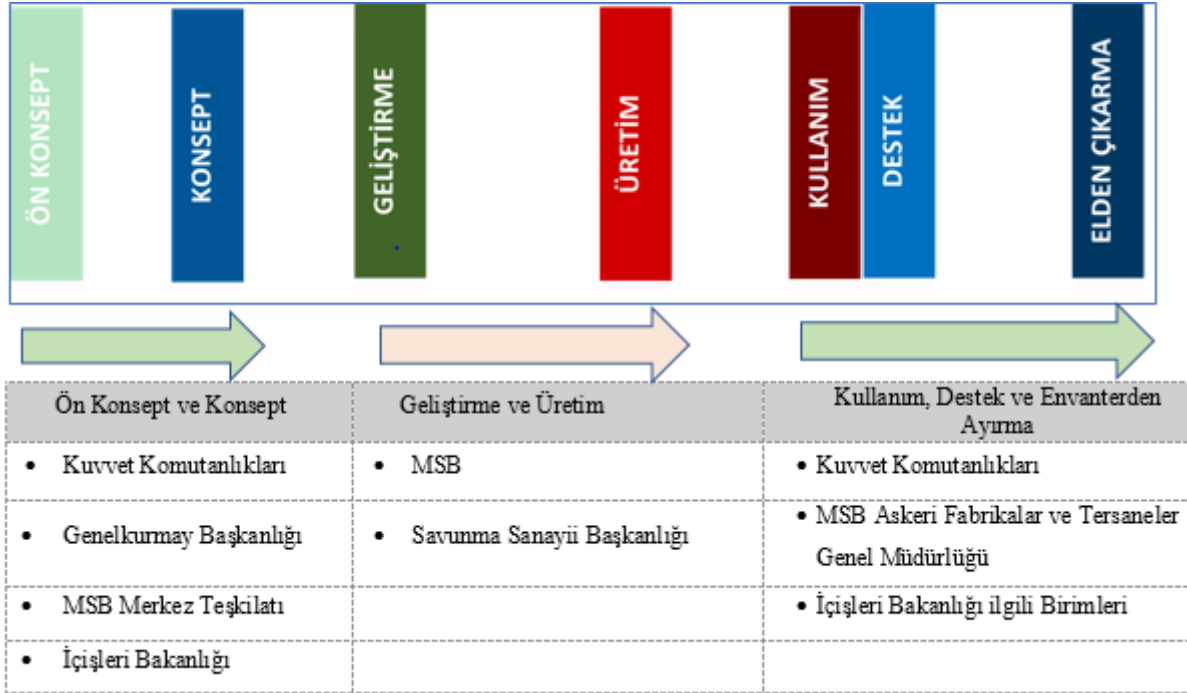 ÖN KONSEPT
KONSEPT
GELİŞTİRME
ÜRETİM
KULLANIM
DESTEK
ELDEN ÇIKARMA
Ön Konsept ve Konsept
Geliştirme ve Üretim
Kullanım, Destek ve Envanterden
Ayırma
• Kuvvet Komutanlıkları
• MSB
• Kuvvet Komutanlıkları
• Genelkurmay Başkanlığı
• Savunma Sanayii Başkanlığı
• MSB Askeri Fabrikalar ve Tersaneler
Genel Müdürlüğü
• MSB Merkez Teşkilatı
• İçişleri Bakanlığı ilgili Birimleri
• İçişleri Bakanlığı